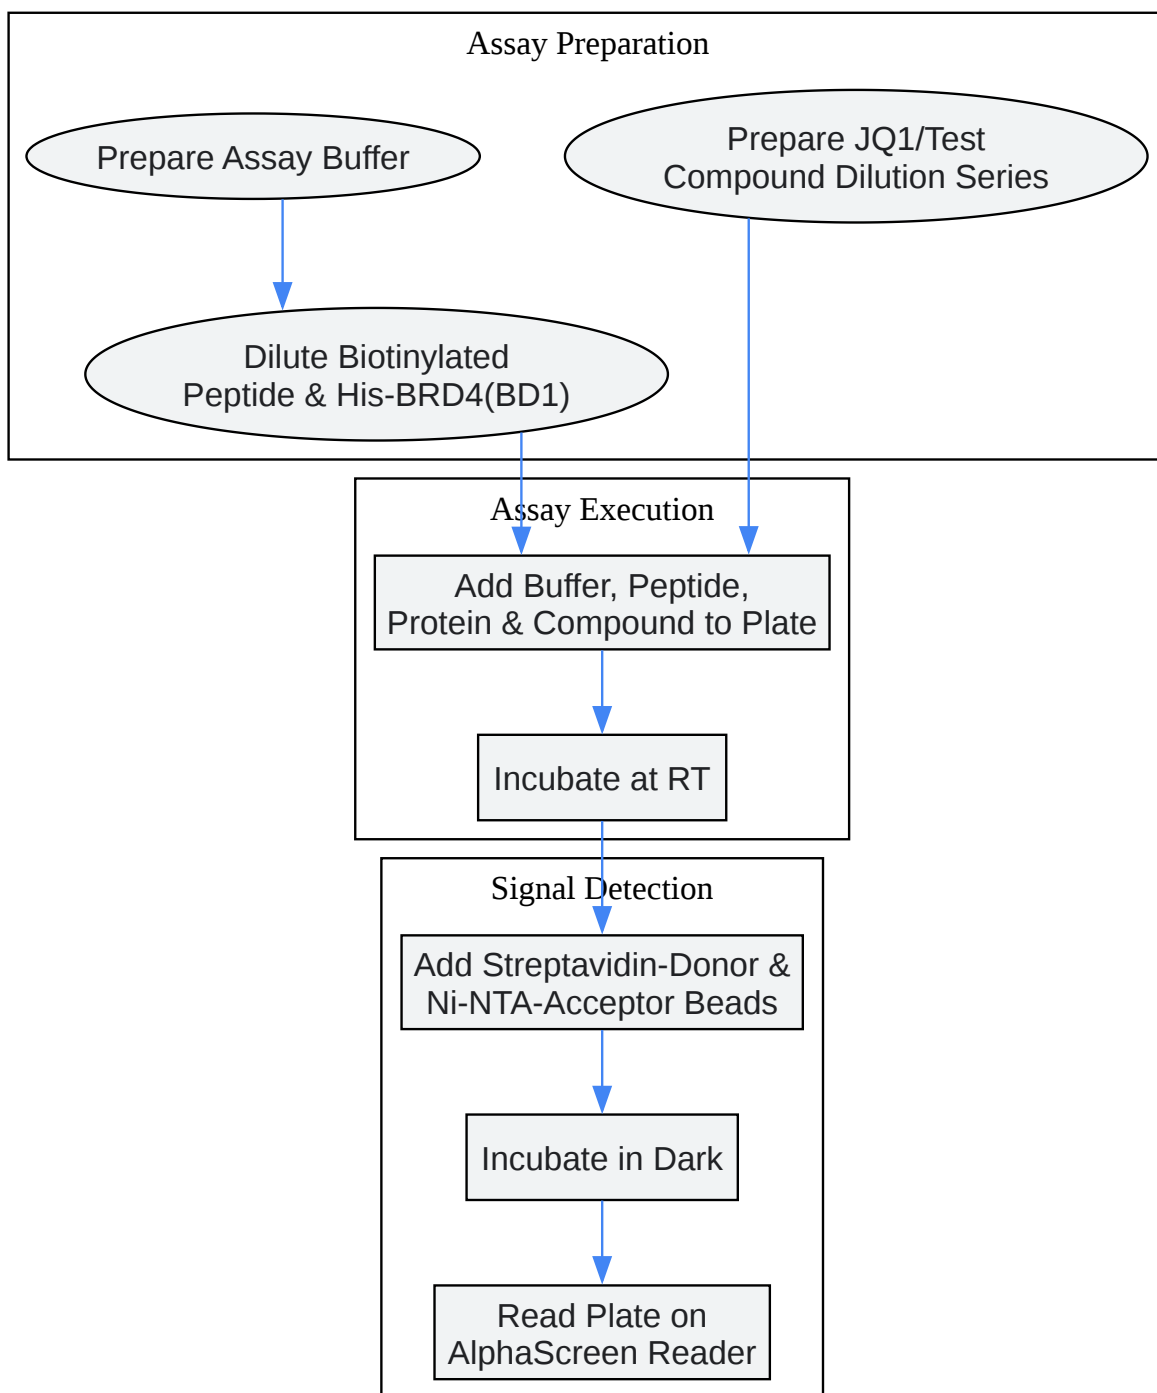 Assay Preparation
Prepare Assay Buffer
Prepare JQ1/Test
Compound Dilution Series
Dilute Biotinylated
Peptide & His-BRD4(BD1)
Assay Execution
Add Buffer, Peptide,
Protein & Compound to Plate
Incubate at RT
Signal Detection
Add Streptavidin-Donor &
Ni-NTA-Acceptor Beads
Incubate in Dark
Read Plate on
AlphaScreen Reader